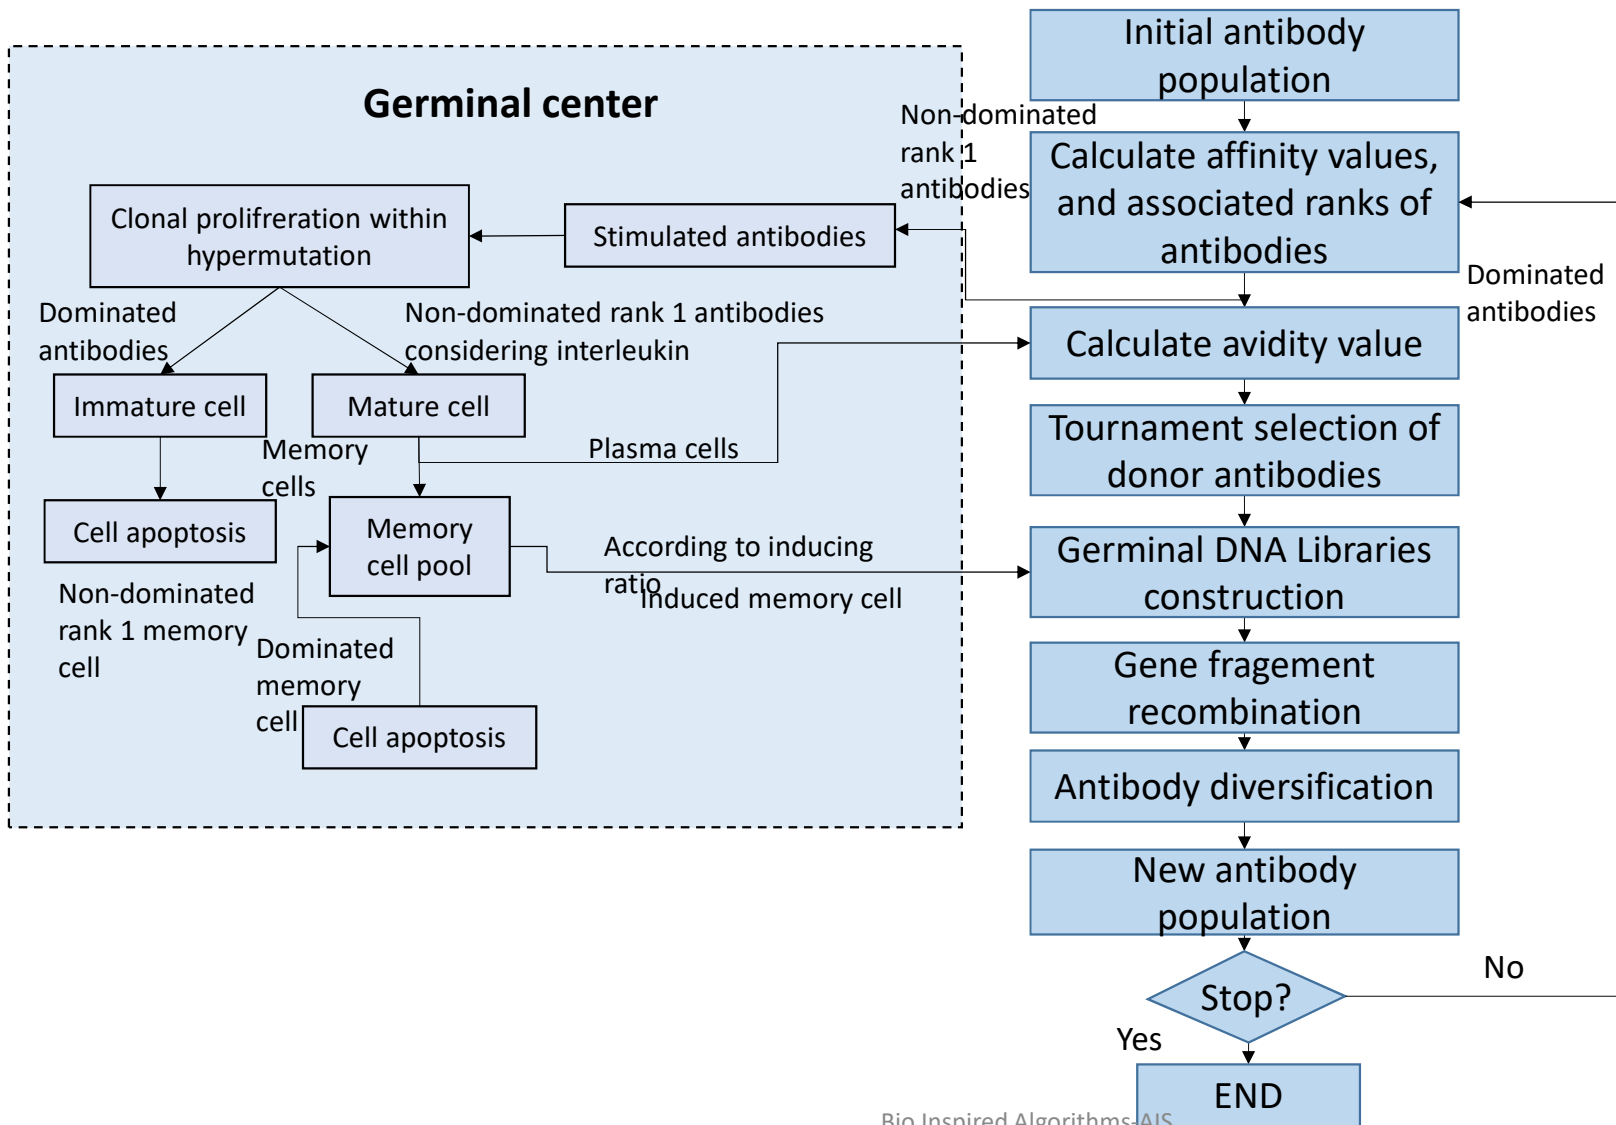 Initial antibody
population
Germinal center
Non-dominated
rank 1
antibodies
Calculate affinity values,
and associated ranks of
antibodies
Clonal prolifreration within
hypermutation
Stimulated antibodies
Dominated
antibodies
Dominated
antibodies
Non-dominated rank 1 antibodies
considering interleukin
Calculate avidity value
Immature cell
Mature cell
Memory
cells
Plasma cells
Tournament selection of
donor antibodies
Cell apoptosis
Memory
cell pool
According to inducing
ratio
Induced memory cell
Germinal DNA Libraries
construction
Non-dominated
rank 1 memory
cell
Dominated
memory
cell
Cell apoptosis
Gene fragement
recombination
Antibody diversification
New antibody
population
Stop?
No
Yes
END
Bio Inspired Algorithms-AIS